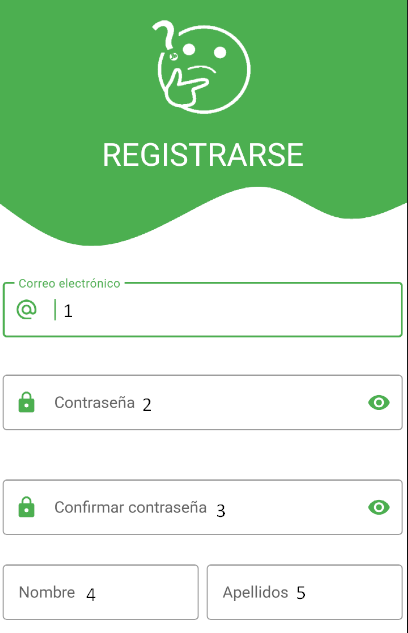 REGISTRARSE
Correo electrónico
1
Contraseña 2
Confirmar contraseña 3
Nombre 4 Apellidos 5